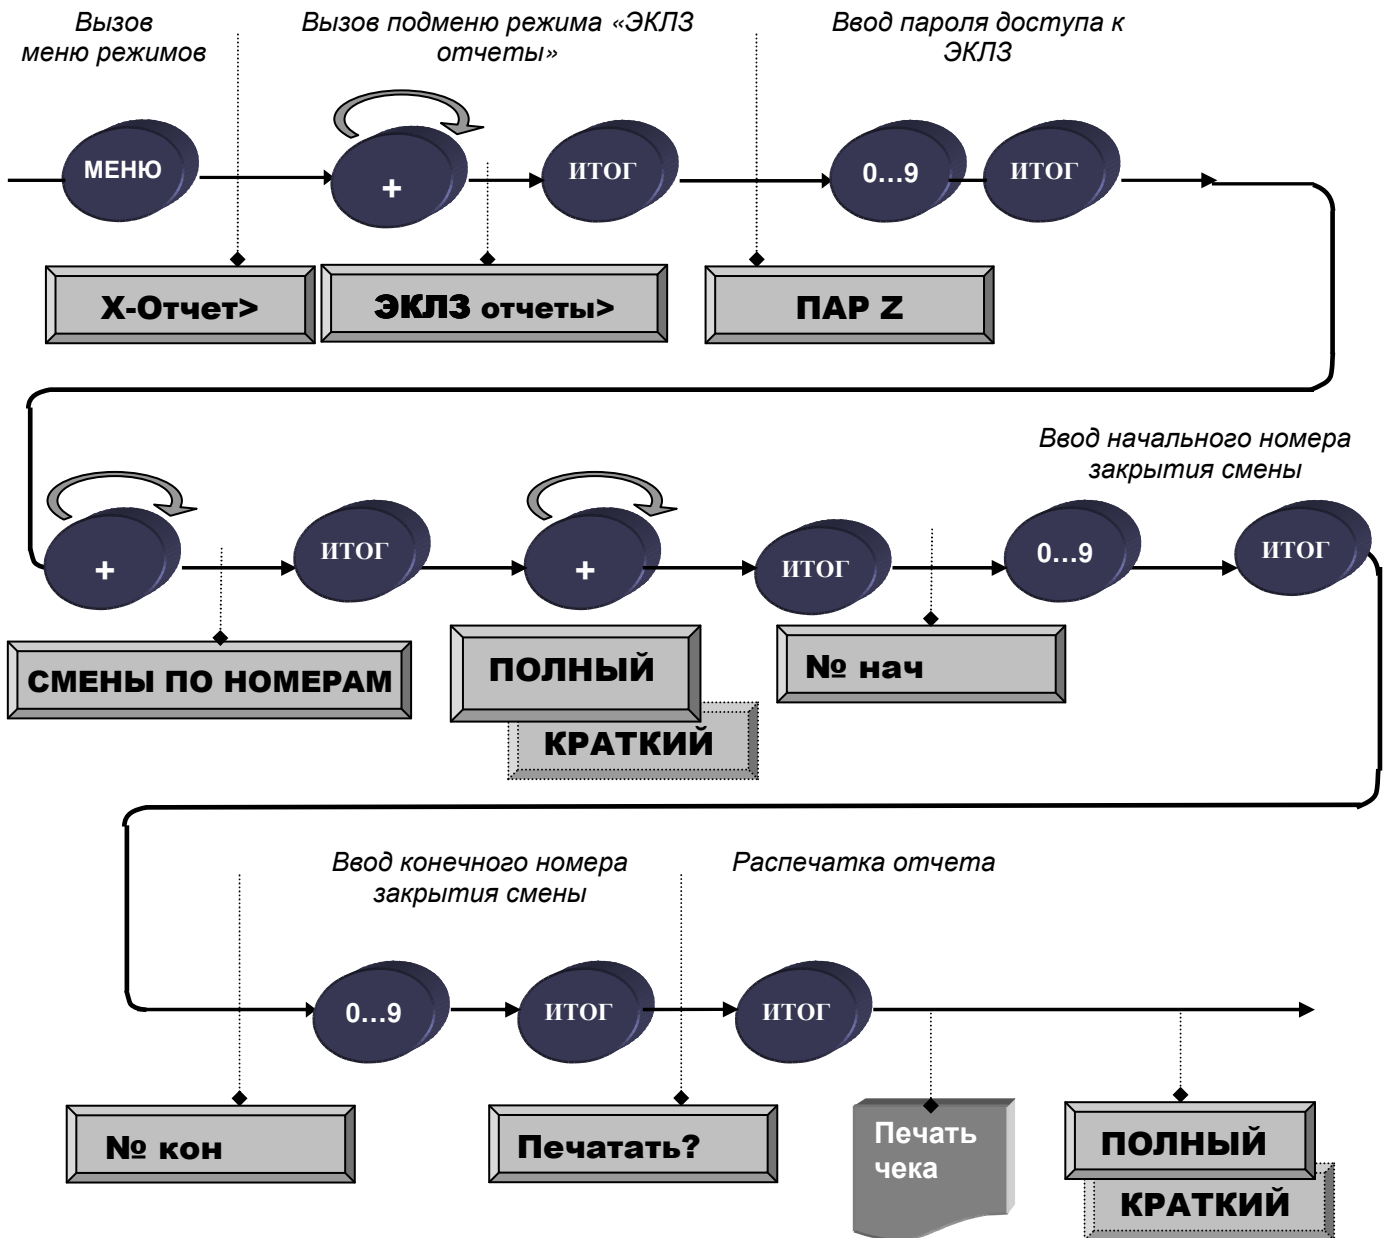 Вызов
меню режимов
Вызов подменю режима «ЭКЛЗ
отчеты»
Ввод пароля доступа к
ЭКЛЗ
МЕНЮ
+
ИТОГ
0...9
ИТОГ
Х-Отчет>
ЭКЛЗ отчеты>
ПАР Z
Ввод начального номера
закрытия смены
+
ИТОГ
+
ИТОГ
0...9
ИТОГ
СМЕНЫ ПО НОМЕРАМ
ПОЛНЫЙ
КРАТКИЙ
№ нач
Ввод конечного номера
закрытия смены
Распечатка отчета
0...9
ИТОГ
ИТОГ
№ кон
Печатать?
Печать
чека
ПОЛНЫЙ
КРАТКИЙ